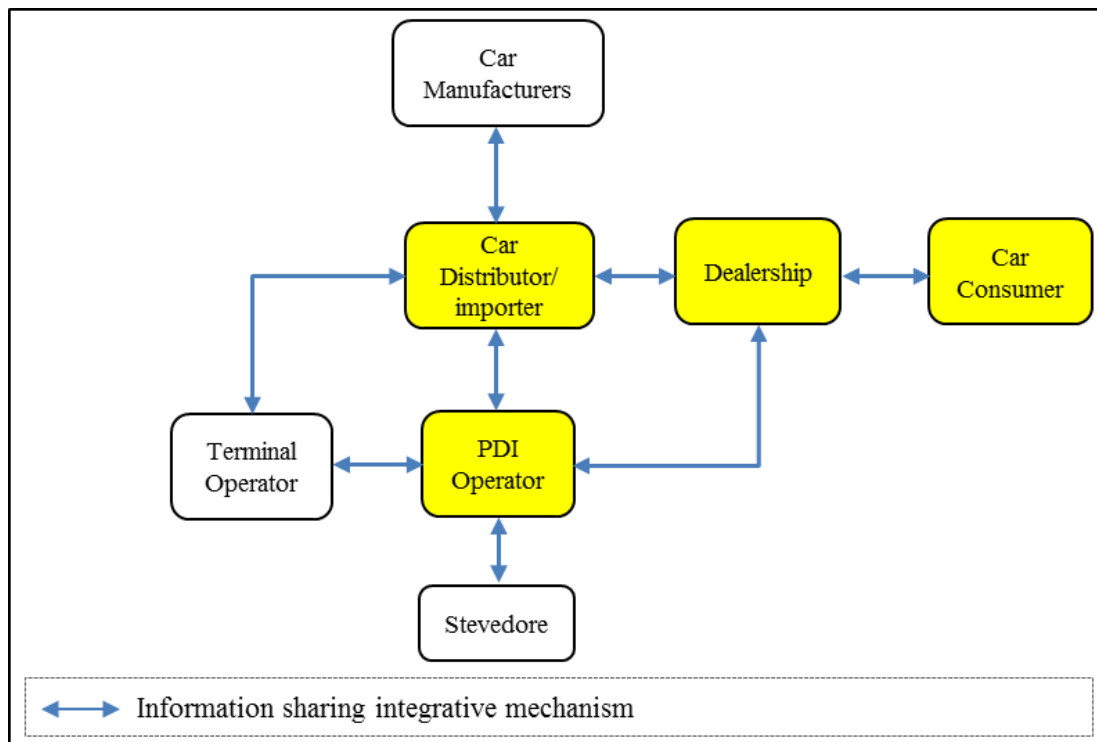 Car
Manufacturers
Car
Distributor/
importer
Dealership
Car
Consumer
Terminal
Operator
PDI
Operator
Stevedore
Information sharing integrative mechanism